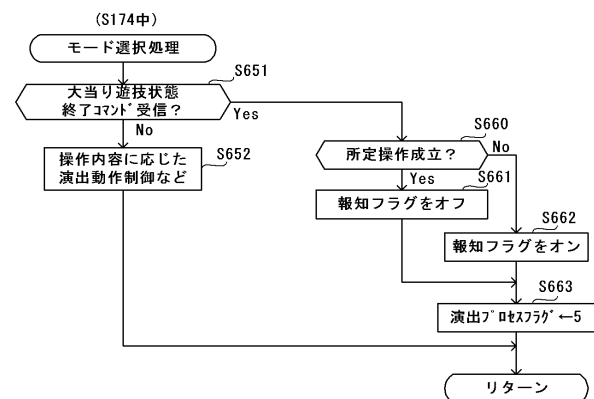 (S174中)
モード選択処理
S651
大当り遊技状態
終了ｺﾏﾝﾄﾞ受信？
Yes
No
S652
操作内容に応じた
演出動作制御など
S660
所定操作成立？
No
Yes
S661
報知フラグをオフ
S662
報知フラグをオン
S663
演出ﾌﾟﾛｾｽﾌﾗｸﾞ←5
リターン